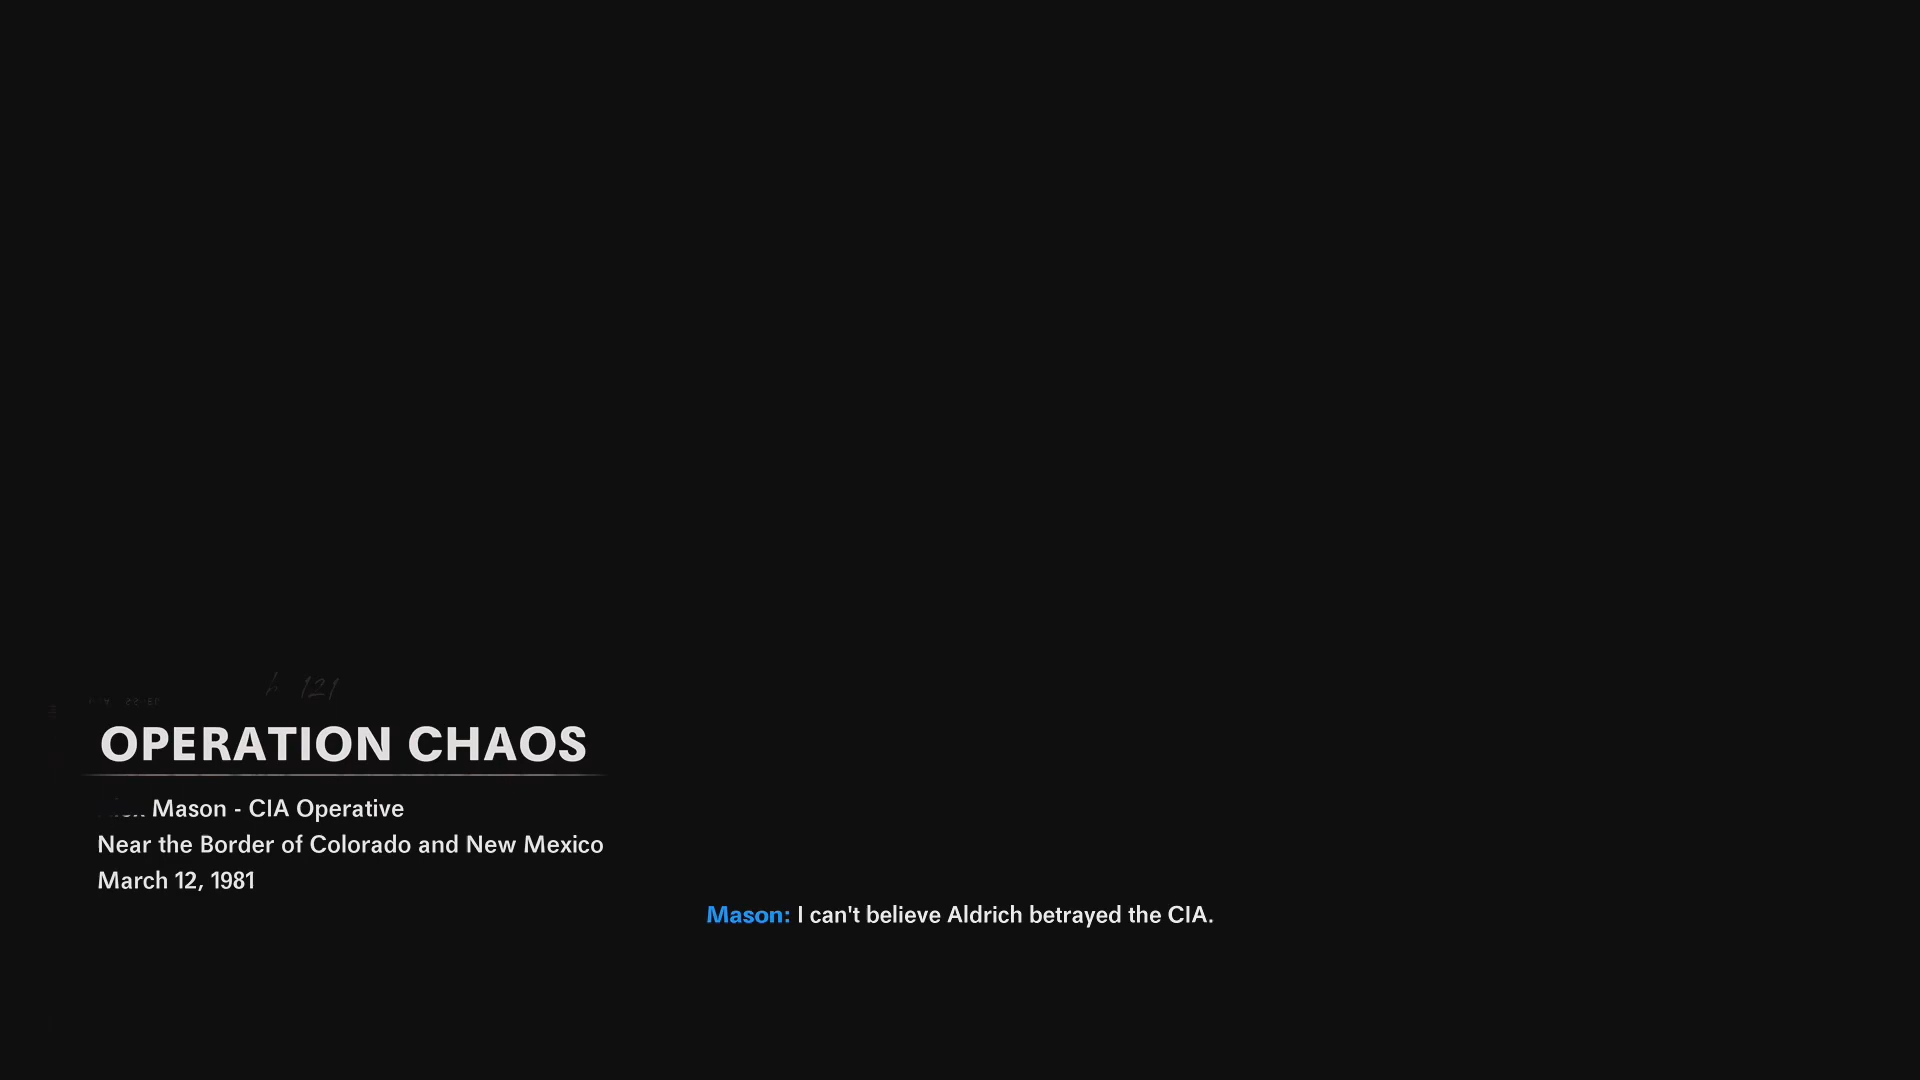 121
OPERATION CHAOS
Mason - CIA Operative
Near the Border of Colorado and New Mexico
March 12, 1981
Mason: I can't believe Aldrich betrayed the CIA.